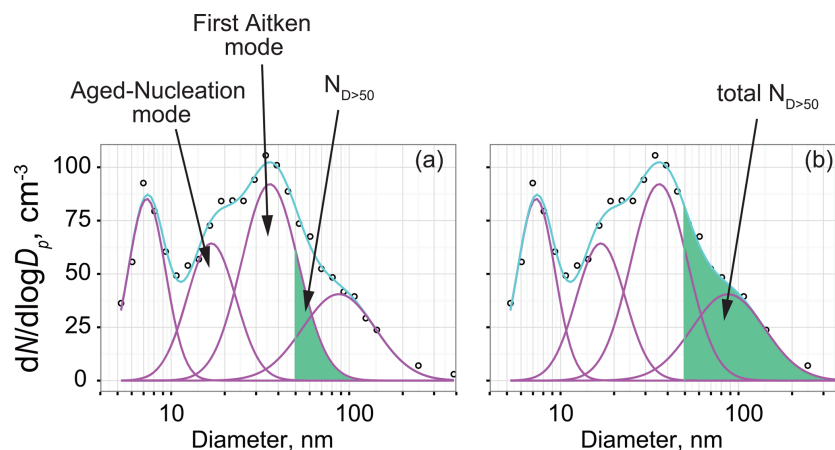 First Aitken
mode
Aged-Nucleation
mode
N_D>50
total N_D>50
(a)
(b)
dN/dlogD_p, cm^-3
100
75
50
25
0
10
100
10
100
Diameter, nm
Diameter, nm